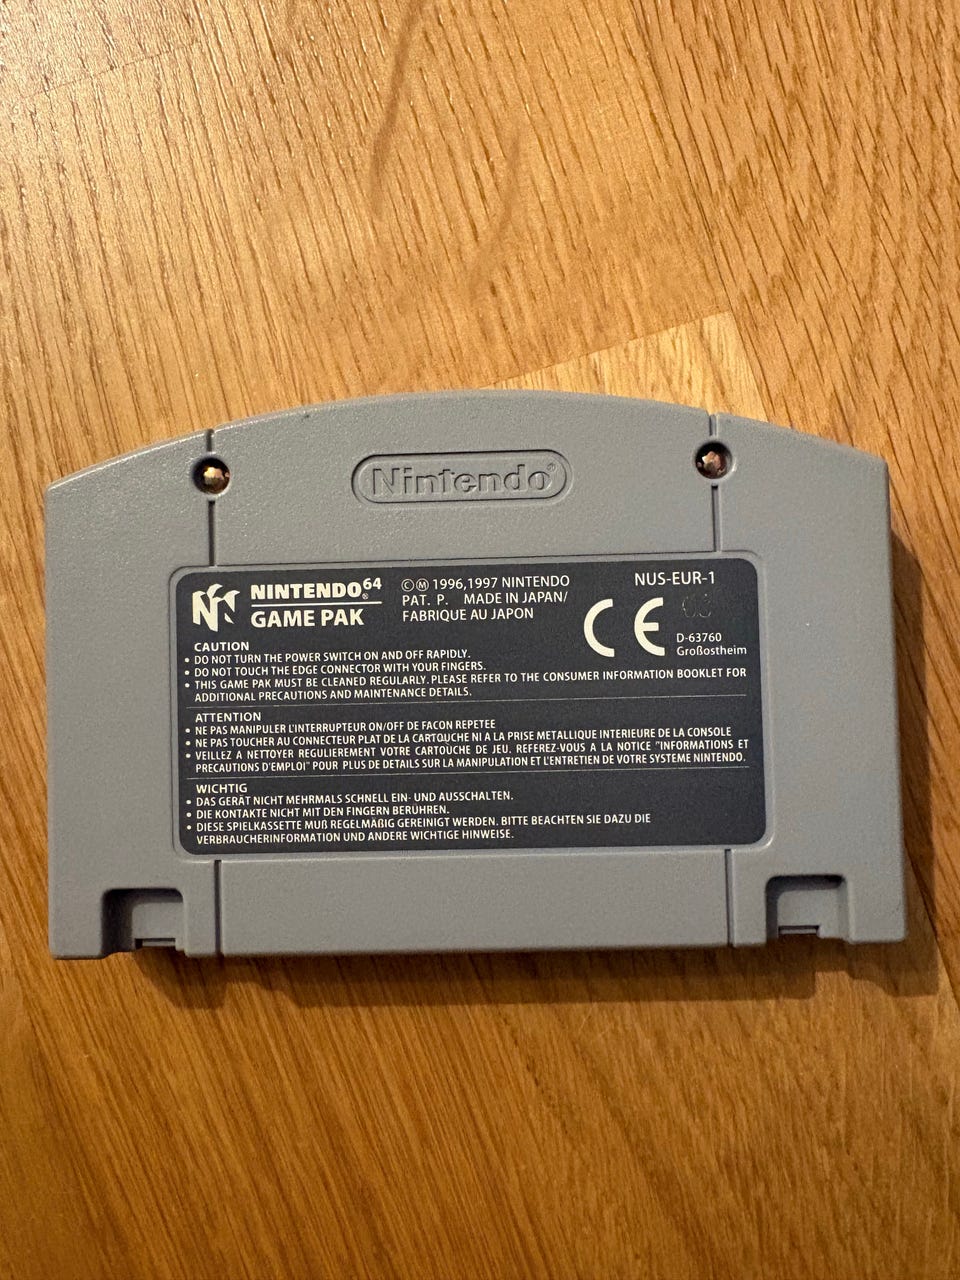 Nintendo®
NINTENDO⁶⁴®
GAME PAK
©Ⓜ 1996,1997 NINTENDO
PAT. P. MADE IN JAPAN/
FABRIQUE AU JAPON
NUS-EUR-1
CE
D-63760
Großostheim
CAUTION
• DO NOT TURN THE POWER SWITCH ON AND OFF RAPIDLY.
• DO NOT TOUCH THE EDGE CONNECTOR WITH YOUR FINGERS.
• THIS GAME PAK MUST BE CLEANED REGULARLY. PLEASE REFER TO THE CONSUMER INFORMATION BOOKLET FOR
ADDITIONAL PRECAUTIONS AND MAINTENANCE DETAILS.
ATTENTION
• NE PAS MANIPULER L'INTERRUPTEUR ON/OFF DE FACON REPETEE
• NE PAS TOUCHER AU CONNECTEUR PLAT DE LA CARTOUCHE NI A LA PRISE METALLIQUE INTERIEURE DE LA CONSOLE
• VEILLEZ A NETTOYER REGULIEREMENT VOTRE CARTOUCHE DE JEU. REFEREZ-VOUS A LA NOTICE "INFORMATIONS ET
PRECAUTIONS D'EMPLOI" POUR PLUS DE DETAILS SUR LA MANIPULATION ET L'ENTRETIEN DE VOTRE SYSTEME NINTENDO.
WICHTIG
• DAS GERÄT NICHT MEHRMALS SCHNELL EIN- UND AUSSCHALTEN.
• DIE KONTAKTE NICHT MIT DEN FINGERN BERÜHREN.
• DIESE SPIELKASSETTE MUß REGELMÄßIG GEREINIGT WERDEN. BITTE BEACHTEN SIE DAZU DIE
VERBRAUCHERINFORMATION UND ANDERE WICHTIGE HINWEISE.